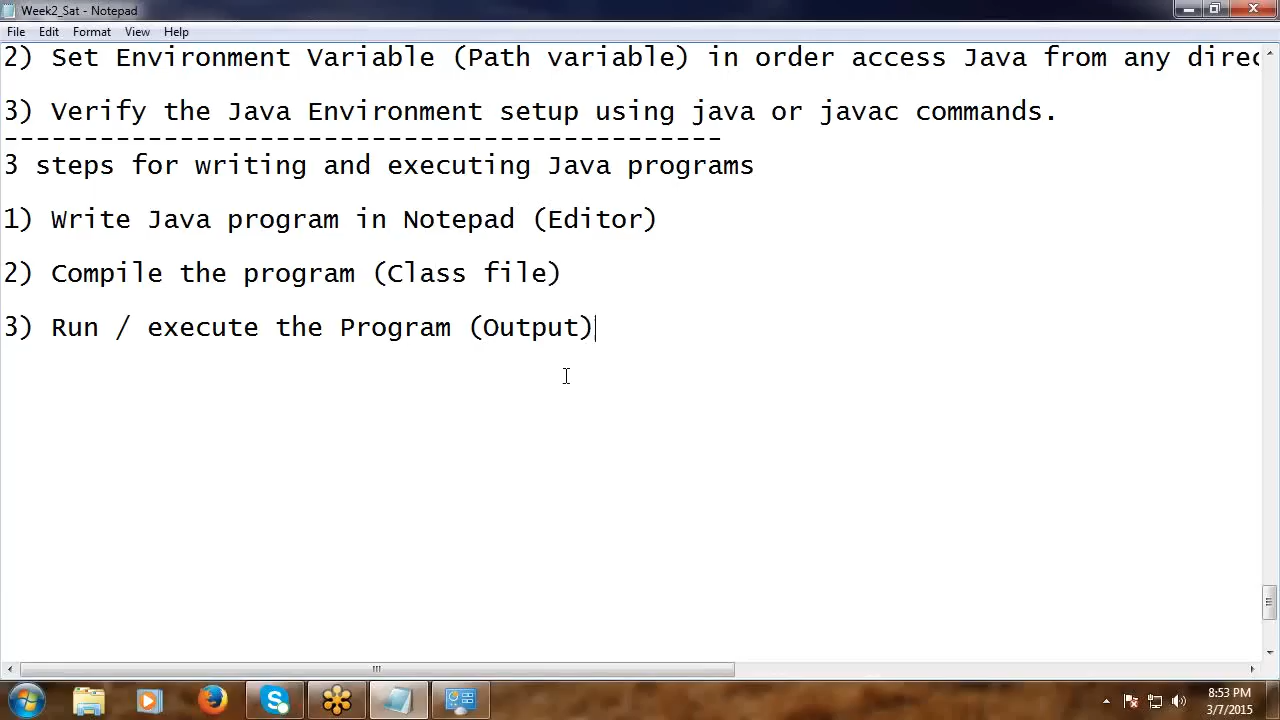 Week2_Sat - Notepad
File Edit Format View Help
2) Set Environment Variable (Path variable) in order access Java from any direc
3) Verify the Java Environment setup using java or javac commands.
---------------------------------------------
3 steps for writing and executing Java programs
1) Write Java program in Notepad (Editor)
2) Compile the program (Class file)
3) Run / execute the Program (Output)
8:53 PM
3/7/2015